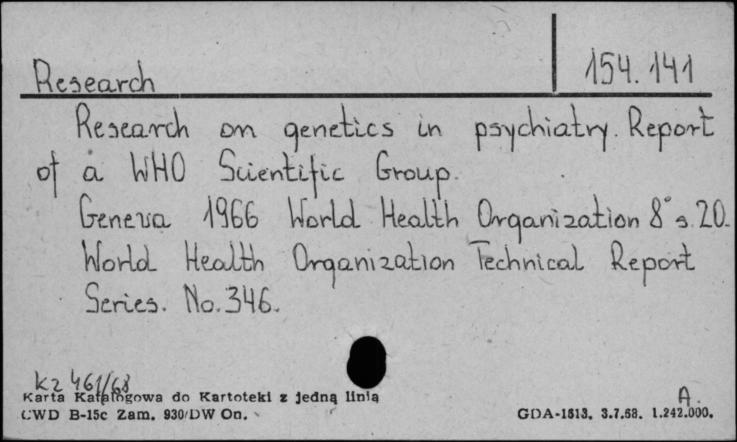 154.141
Research
Research on genetics in psychiatry. Report
of a WHO Scientific Group.
Geneva 1966 World Health Organization 8° s. 20.
World Health Organization Technical Report
Series. No. 346.
Kz 461/68
A.
Karta Katalogowa do Kartoteki z jedną linią
CWD B-15c Zam. 930/DW On.
GDA-1813. 3.7.68. 1.242.000.